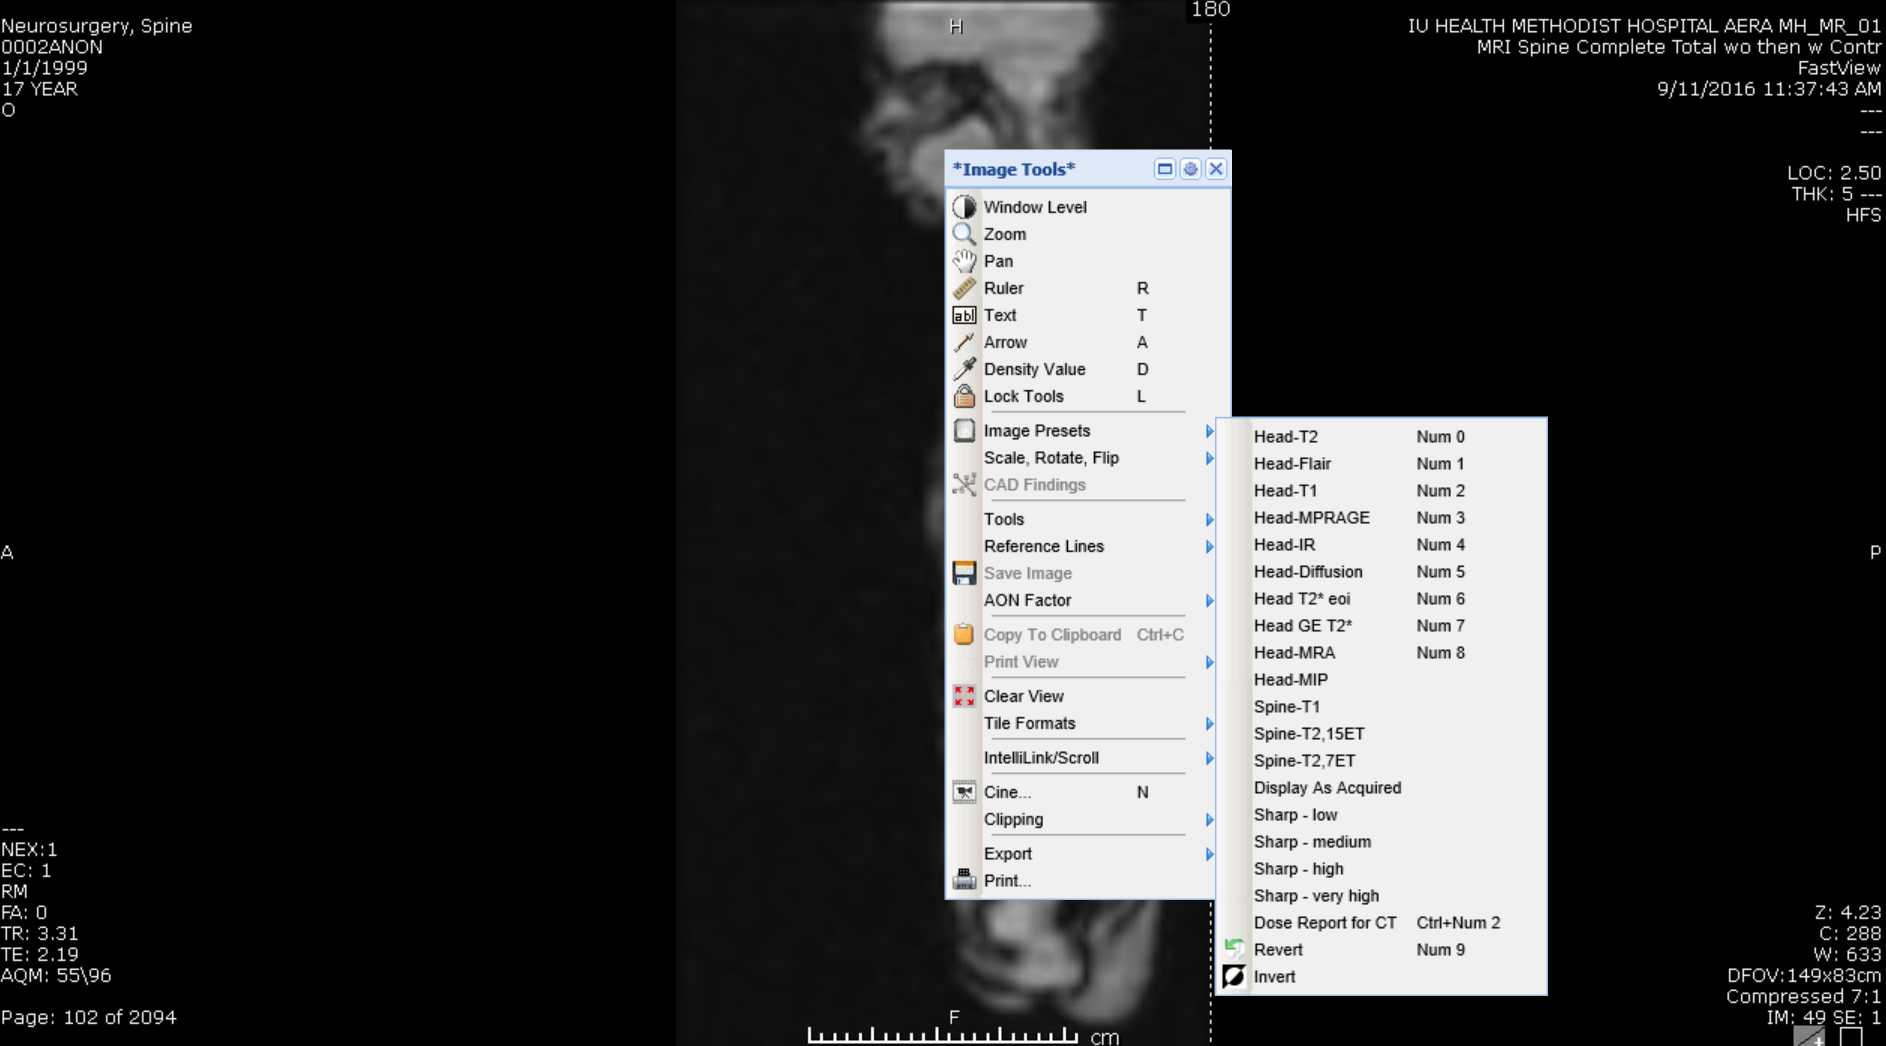 Neurosurgery, Spine
0002ANON
1/1/1999
17 YEAR
O
H
180
IU HEALTH METHODIST HOSPITAL AERA MH_MR_01
MRI Spine Complete Total wo then w Contr
FastView
9/11/2016 11:37:43 AM
---
---
LOC: 2.50
THK: 5 ---
HFS
*Image Tools*
Window Level
Zoom
Pan
Ruler R
abl Text T
Arrow A
Density Value D
Lock Tools L
Image Presets
Scale, Rotate, Flip
CAD Findings
Tools
Reference Lines
Save Image
AON Factor
Copy To Clipboard Ctrl+C
Print View
Clear View
Tile Formats
IntelliLink/Scroll
Cine... N
Clipping
Export
Print...
Head-T2 Num 0
Head-Flair Num 1
Head-T1 Num 2
Head-MPRAGE Num 3
Head-IR Num 4
Head-Diffusion Num 5
Head T2* eoi Num 6
Head GE T2* Num 7
Head-MRA Num 8
Head-MIP
Spine-T1
Spine-T2,15ET
Spine-T2,7ET
Display As Acquired
Sharp - low
Sharp - medium
Sharp - high
Sharp - very high
Dose Report for CT Ctrl+Num 2
Revert Num 9
Invert
A
P
---
NEX:1
EC: 1
RM
FA: 0
TR: 3.31
TE: 2.19
AQM: 55\96
Page: 102 of 2094
F
cm
Z: 4.23
C: 288
W: 633
DFOV:149x83cm
Compressed 7:1
IM: 49 SE: 1